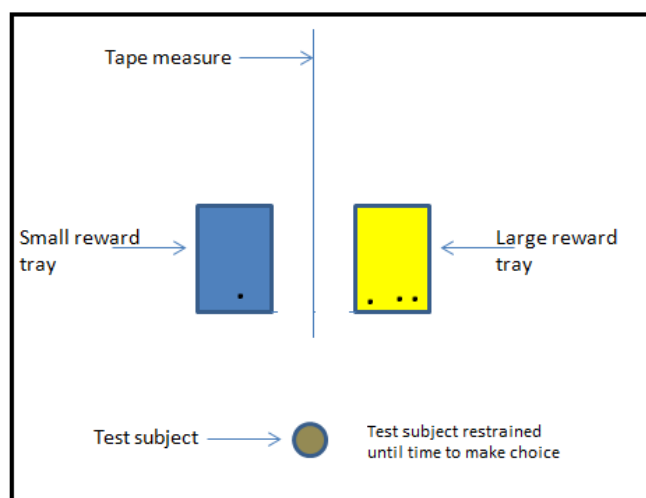 Tape measure
Small reward
tray
Large reward
tray
Test subject
Test subject restrained
until time to make choice